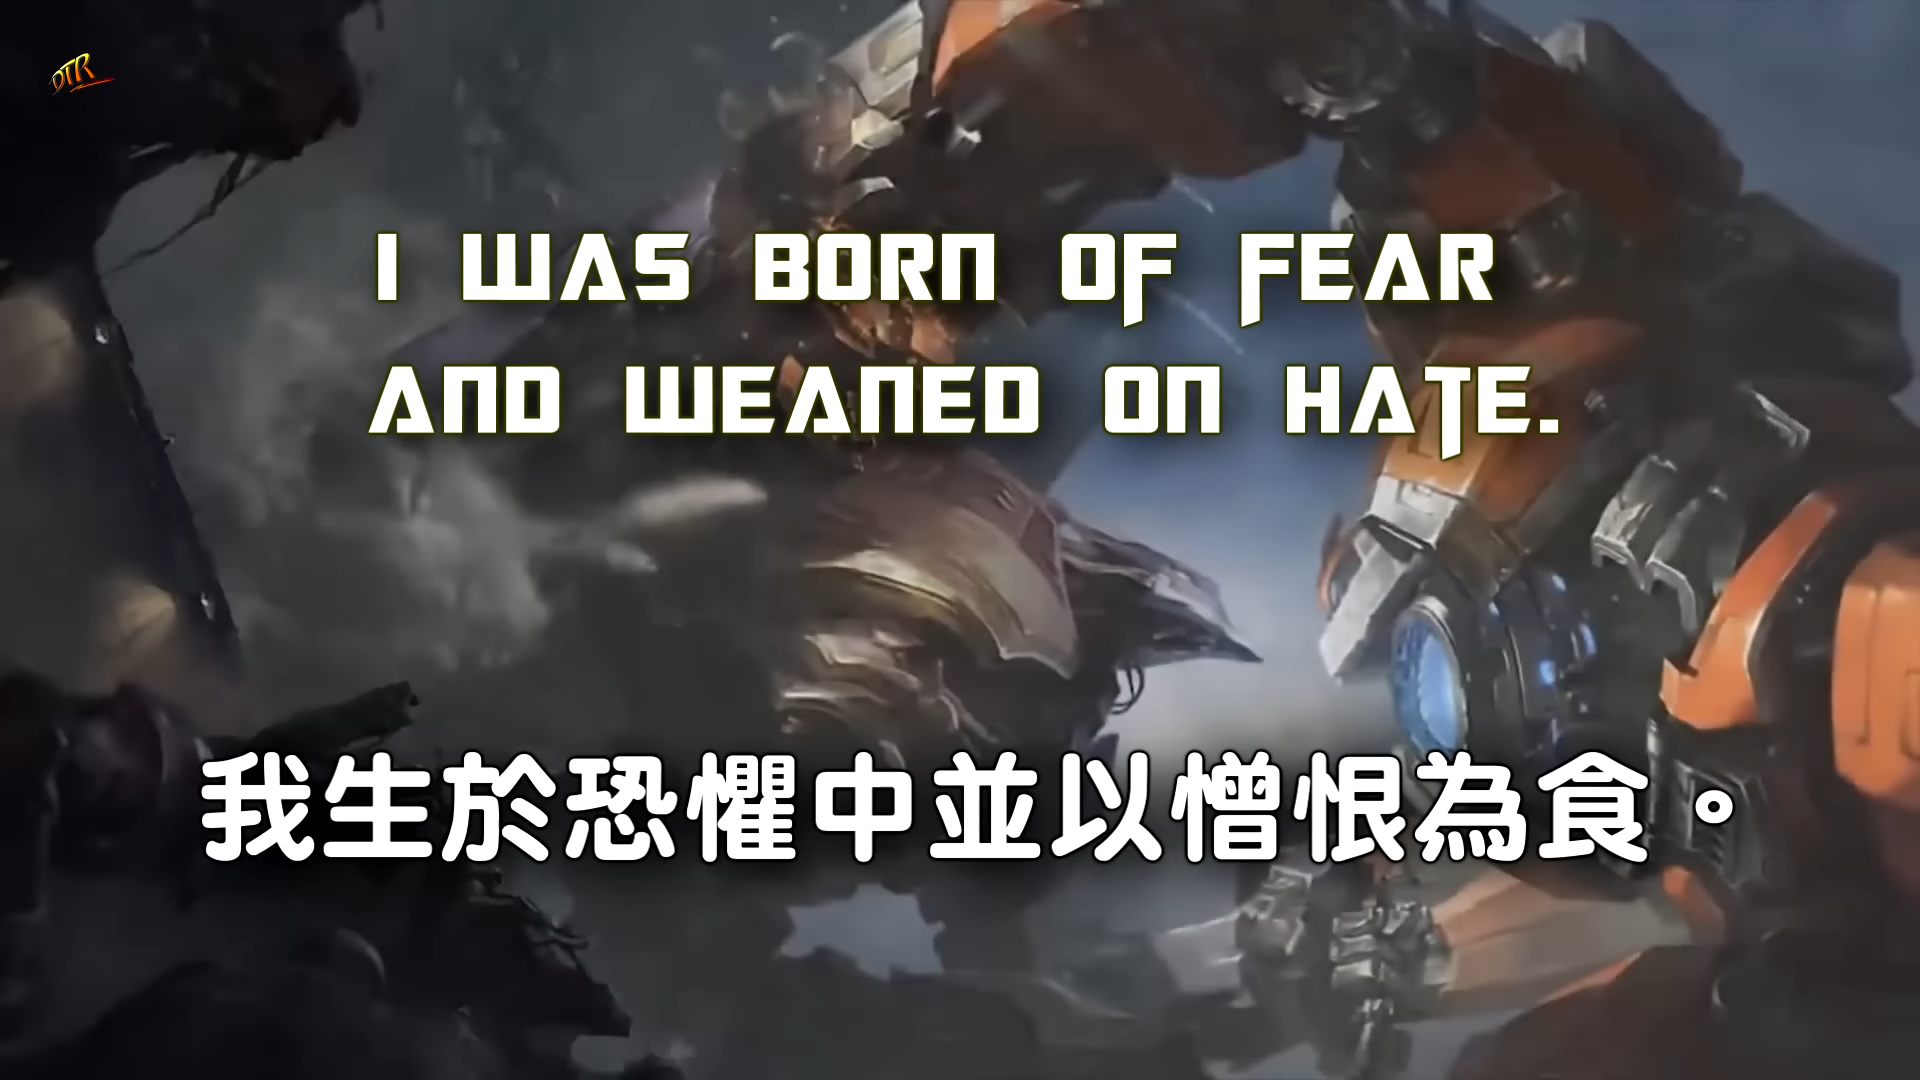 DTR
I WAS BORN OF FEAR
AND WEANED ON HATE.
我生於恐懼中並以憎恨為食。